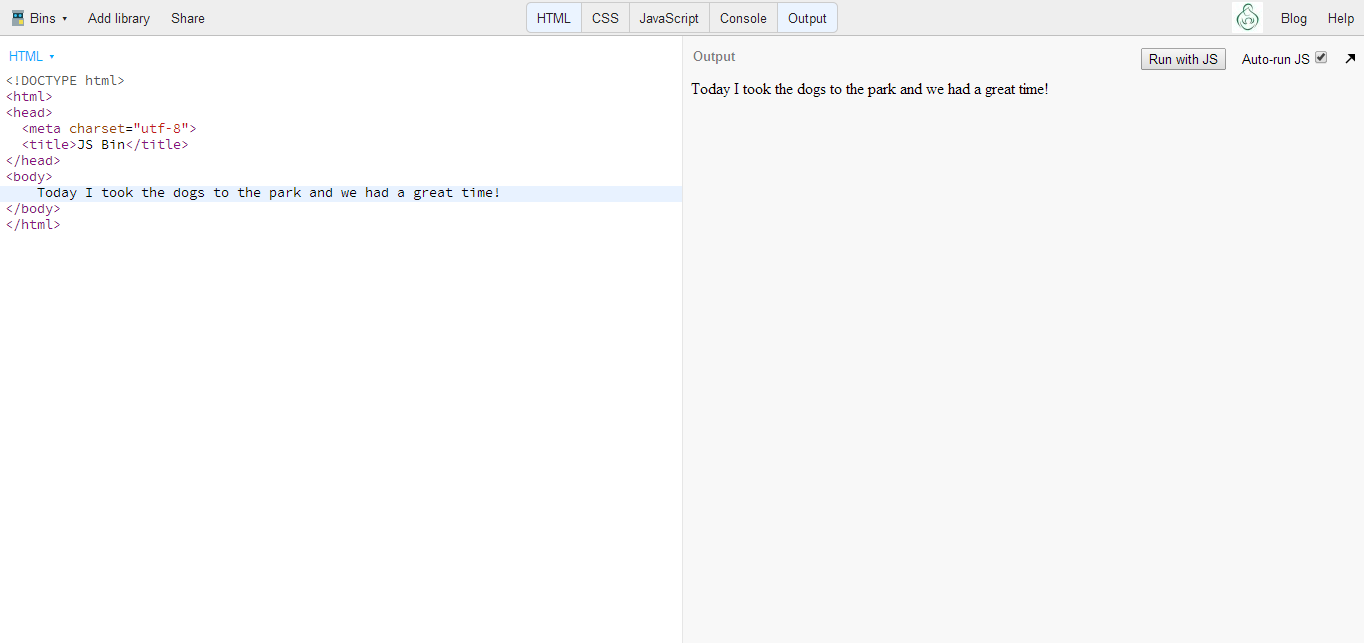 Bins ▾ Add library Share HTML CSS JavaScript Console Output Blog Help
HTML ▾
<!DOCTYPE html>
<html>
<head>
  <meta charset="utf-8">
  <title>JS Bin</title>
</head>
<body>
    Today I took the dogs to the park and we had a great time!
</body>
</html>
Output Run with JS Auto-run JS
Today I took the dogs to the park and we had a great time!